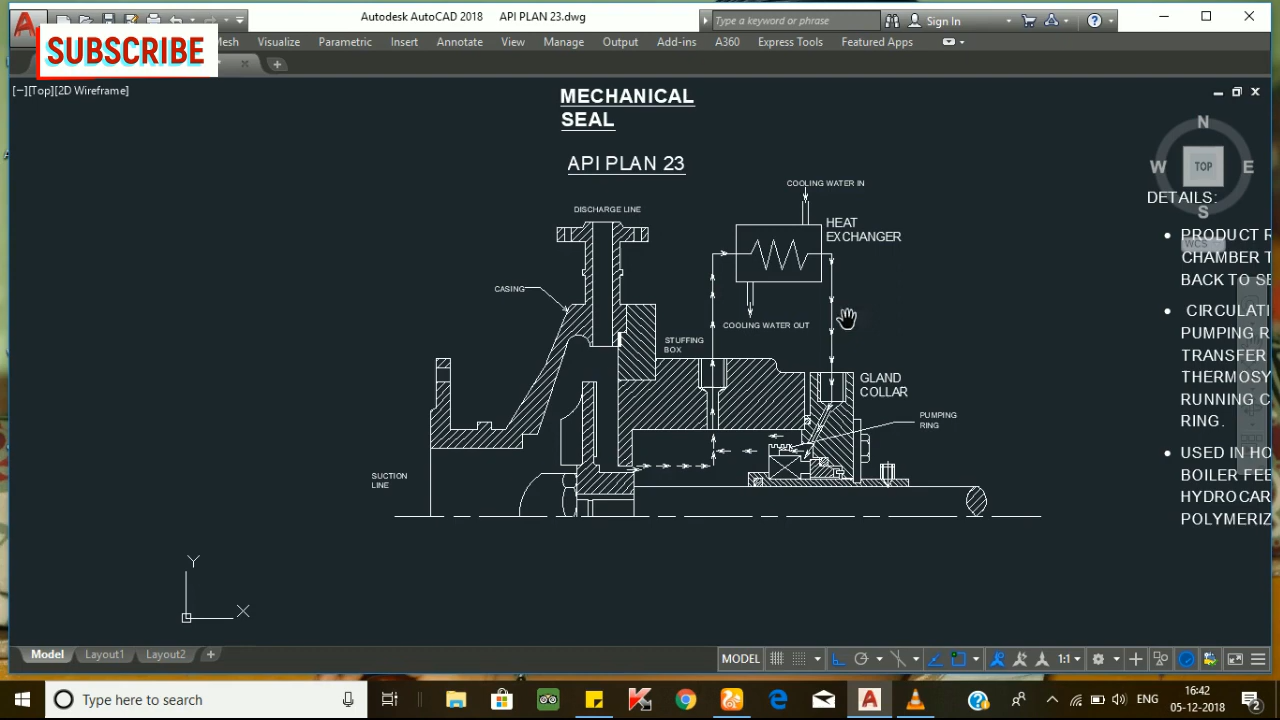 Autodesk AutoCAD 2018 API PLAN 23.dwg
Type a keyword or phrase
Sign In
SUBSCRIBE
Visualize
Parametric
Insert
Annotate
View
Manage
Output
Add-ins
A360
Express Tools
Featured Apps
[−][Top][2D Wireframe]
MECHANICAL
SEAL
API PLAN 23
N
W
TOP
E
S
WCS
COOLING WATER IN
DISCHARGE LINE
HEAT
EXCHANGER
CASING
COOLING WATER OUT
STUFFING
BOX
GLAND
COLLAR
PUMPING
RING
SUCTION
LINE
DETAILS:
• PRODUCT R
CHAMBER T
BACK TO SE
• CIRCULATI
PUMPING R
TRANSFER
THERMOSY
RUNNING C
RING.
• USED IN HO
BOILER FEE
HYDROCAR
POLYMERIZ
Y
X
Model
Layout1
Layout2
MODEL
1:1
Type here to search
ENG
16:42
05-12-2018
2